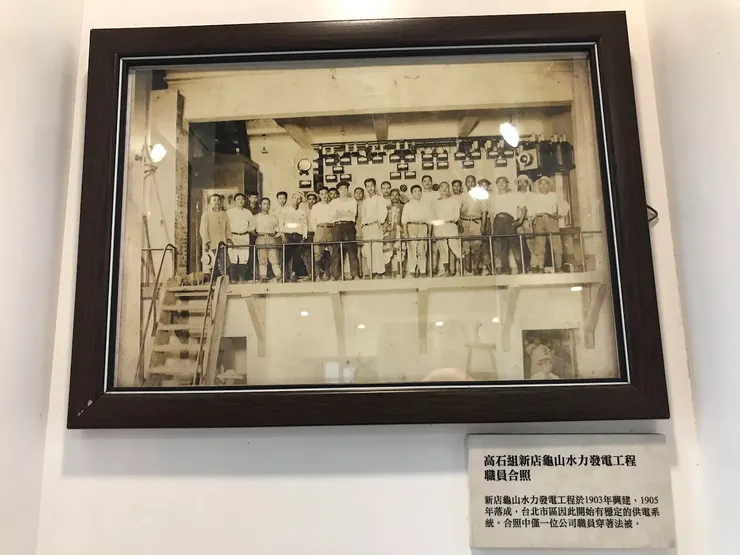 高石組新店龜山水力發電工程
職員合照
新店龜山水力發電工程於1903年興建，1905
年落成，台北市區因此開始有穩定的供電系
統。合照中僅一位公司職員穿著法被。